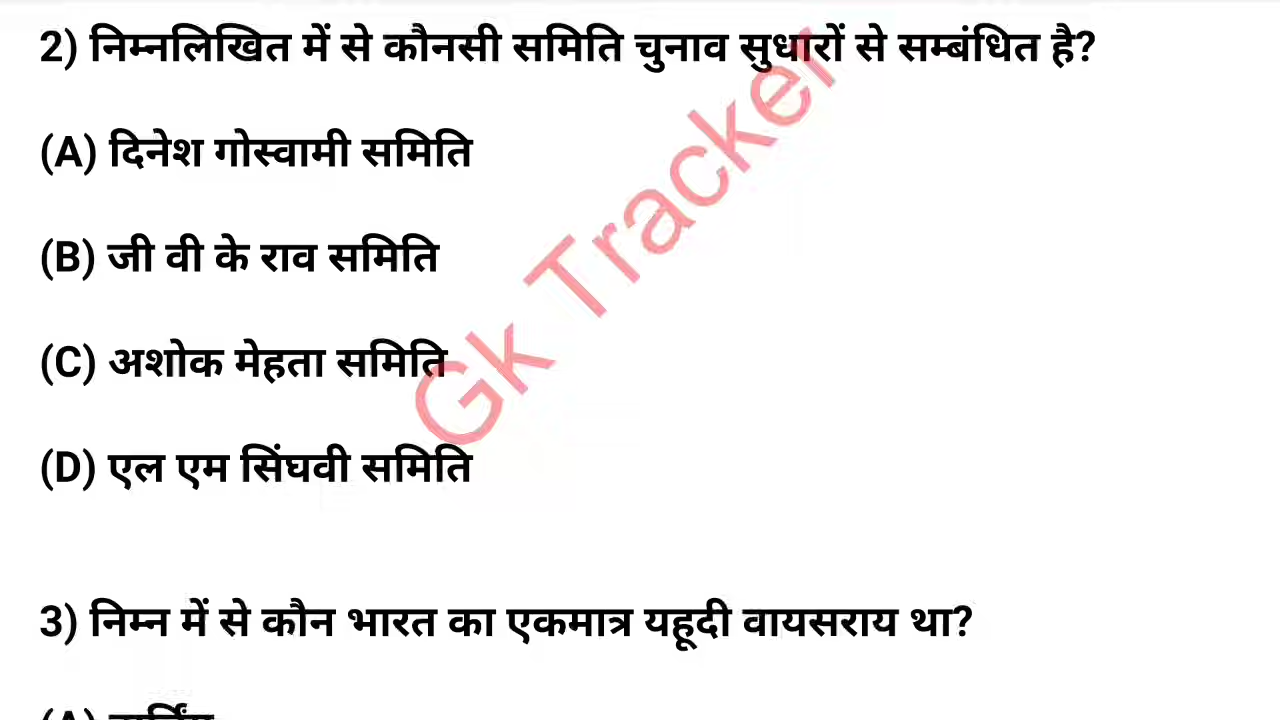 2) निम्नलिखित में से कौनसी समिति चुनाव सुधारों से सम्बंधित है?
(A) दिनेश गोस्वामी समिति
(B) जी वी के राव समिति
(C) अशोक मेहता समिति
(D) एल एम सिंघवी समिति
Gk Tracker
3) निम्न में से कौन भारत का एकमात्र यहूदी वायसराय था?
(A)